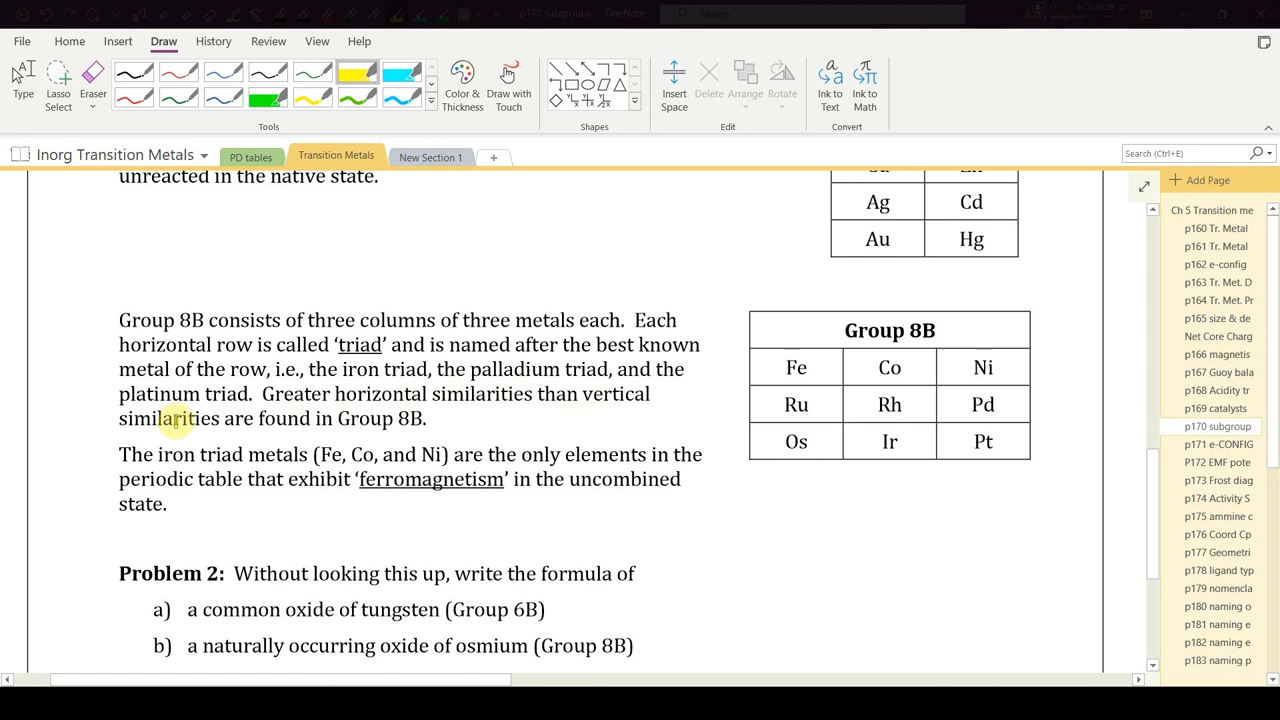 p170 subgroups - OneNote
Search
File Home Insert Draw History Review View Help
Type
Lasso Select
Eraser
Color & Thickness
Draw with Touch
Insert Space
Delete
Arrange
Rotate
Ink to Text
Ink to Math
Tools
Shapes
Edit
Convert
Inorg Transition Metals
PD tables
Transition Metals
New Section 1
Search (Ctrl+E)
unreacted in the native state.
Ag Cd
Au Hg
Group 8B consists of three columns of three metals each. Each
horizontal row is called ‘triad’ and is named after the best known
metal of the row, i.e., the iron triad, the palladium triad, and the
platinum triad. Greater horizontal similarities than vertical
similarities are found in Group 8B.
The iron triad metals (Fe, Co, and Ni) are the only elements in the
periodic table that exhibit ‘ferromagnetism’ in the uncombined
state.
Group 8B
Fe Co Ni
Ru Rh Pd
Os Ir Pt
Problem 2: Without looking this up, write the formula of
a) a common oxide of tungsten (Group 6B)
b) a naturally occurring oxide of osmium (Group 8B)
Add Page
Ch 5 Transition me
p160 Tr. Metal
p161 Tr. Metal
p162 e-config
p163 Tr. Met. D
p164 Tr. Met. Pr
p165 size & de
Net Core Charg
p166 magnetis
p167 Guoy bala
p168 Acidity tr
p169 catalysts
p170 subgroup
p171 e-CONFIG
P172 EMF pote
p173 Frost diag
p174 Activity S
p175 ammine c
p176 Coord Cp
p177 Geometri
p178 ligand typ
p179 nomencla
p180 naming o
p181 naming e
p182 naming e
p183 naming p